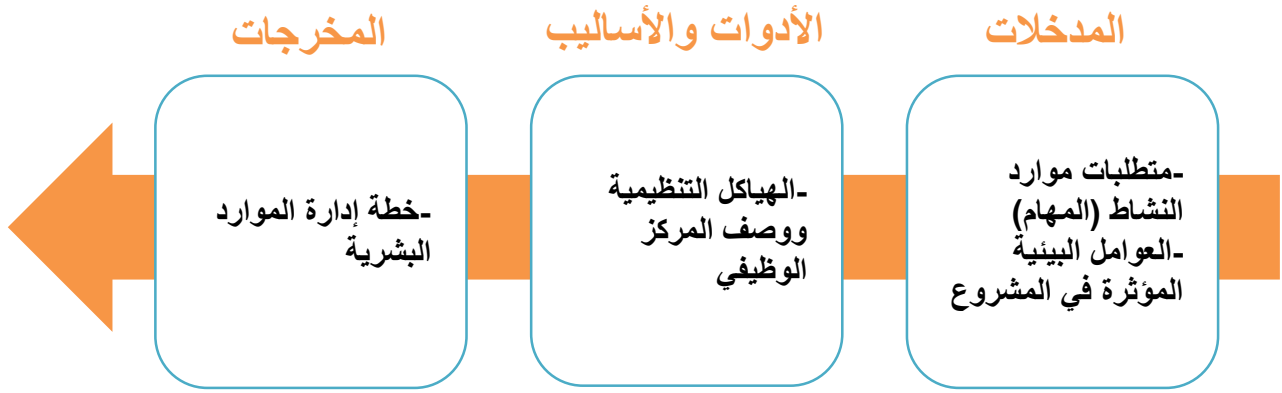 المدخلات
-متطلبات موارد
النشاط (المهام)
-العوامل البيئية
المؤثرة في المشروع
الأدوات والأساليب
-الهياكل التنظيمية
ووصف المركز
الوظيفي
المخرجات
-خطة إدارة الموارد
البشرية